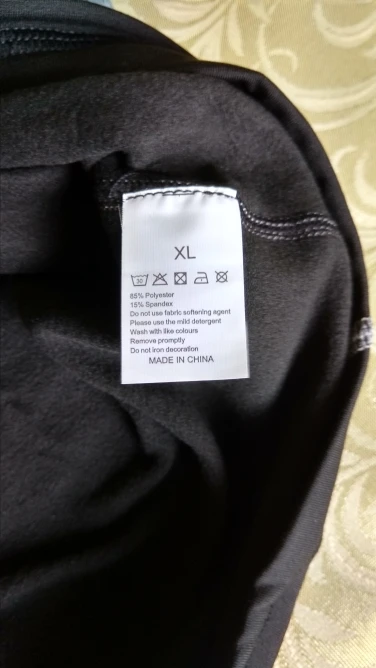 XL
30
85% Polyester
15% Spandex
Do not use fabric softening agent
Please use the mild detergent
Wash with like colours
Remove promptly
Do not iron decoration
MADE IN CHINA